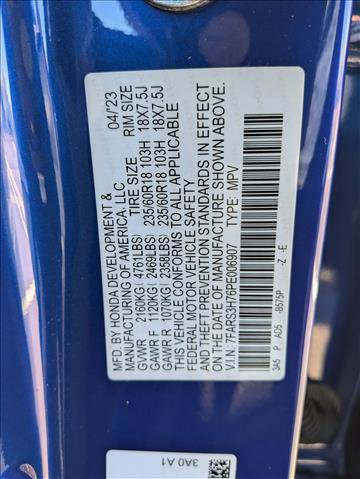 MFD. BY HONDA DEVELOPMENT & 04/'23
MANUFACTURING OF AMERICA, LLC
TIRE SIZE RIM SIZE
GVWR 2160KG( 4761LBS)
GAWR F 1120KG( 2469LBS) 235/60R18 103H 18X7.5J
GAWR R 1070KG( 2358LBS) 235/60R18 103H 18X7.5J
THIS VEHICLE CONFORMS TO ALL APPLICABLE
FEDERAL MOTOR VEHICLE SAFETY AND
THEFT PREVENTION STANDARDS IN EFFECT
ON THE DATE OF MANUFACTURE SHOWN ABOVE.
V.I.N.: 7FARS3H76PE006907 TYPE: MPV
3A5 P AD5 -B575P -Z -E
3A0 A1